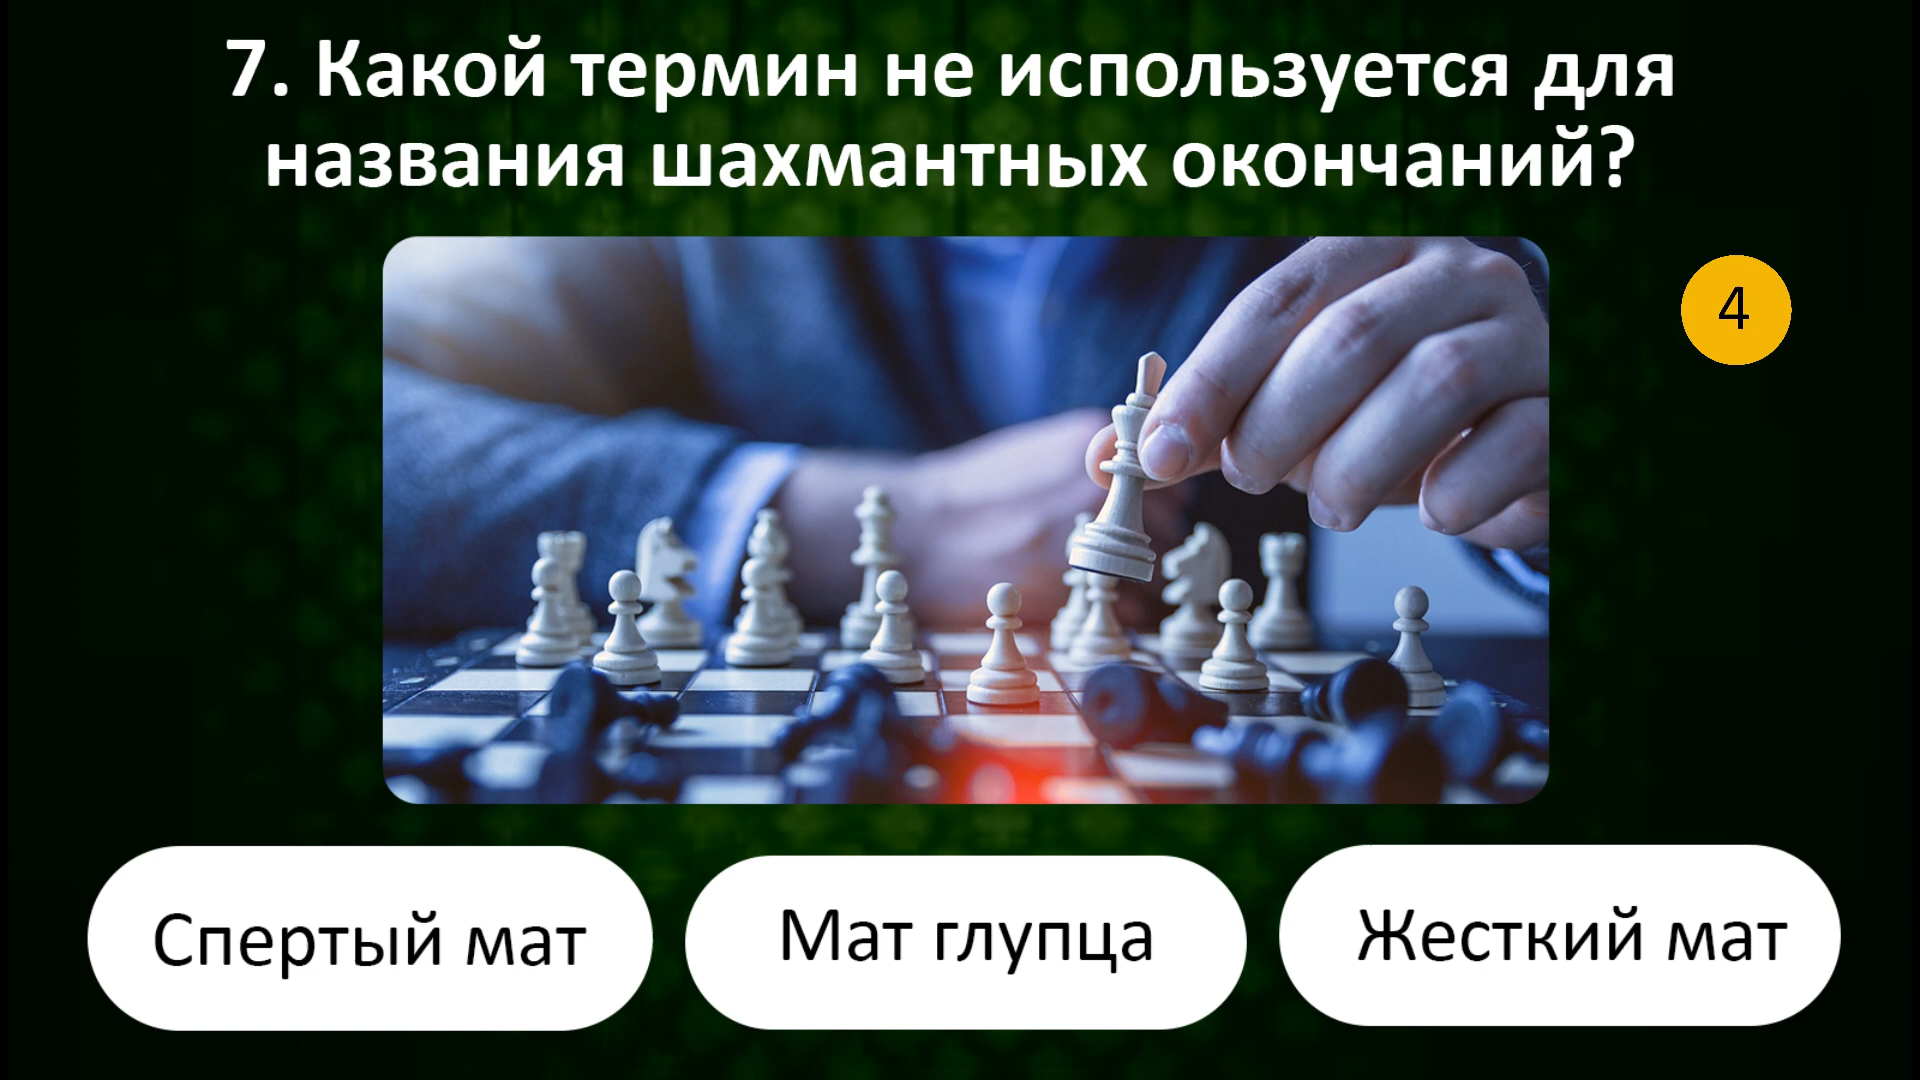 7. Какой термин не используется для
названия шахмантных окончаний?
4
Спертый мат
Мат глупца
Жесткий мат